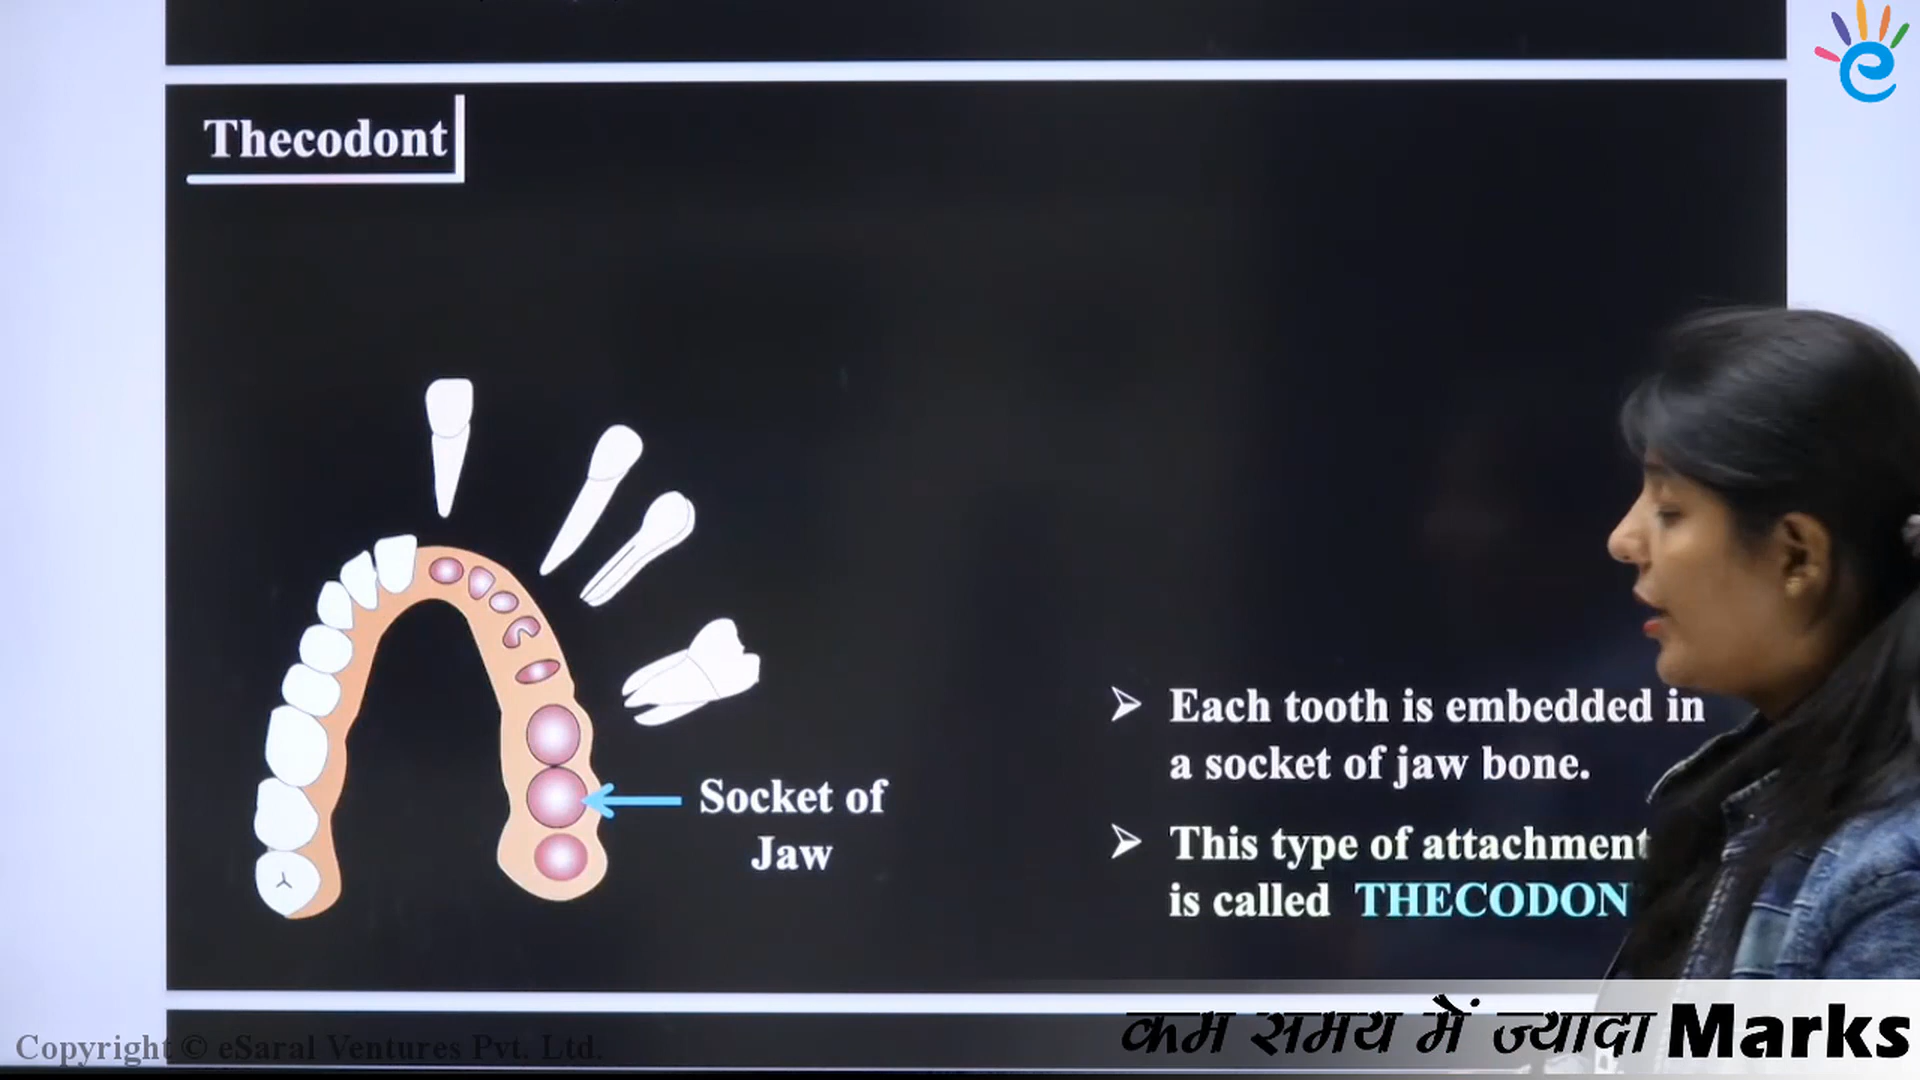 Thecodont
Socket of
Jaw
Each tooth is embedded in
a socket of jaw bone.
This type of attachment
is called THECODON
Copyright © eSaral Ventures Pvt. Ltd.
कम समय में ज्यादा Marks